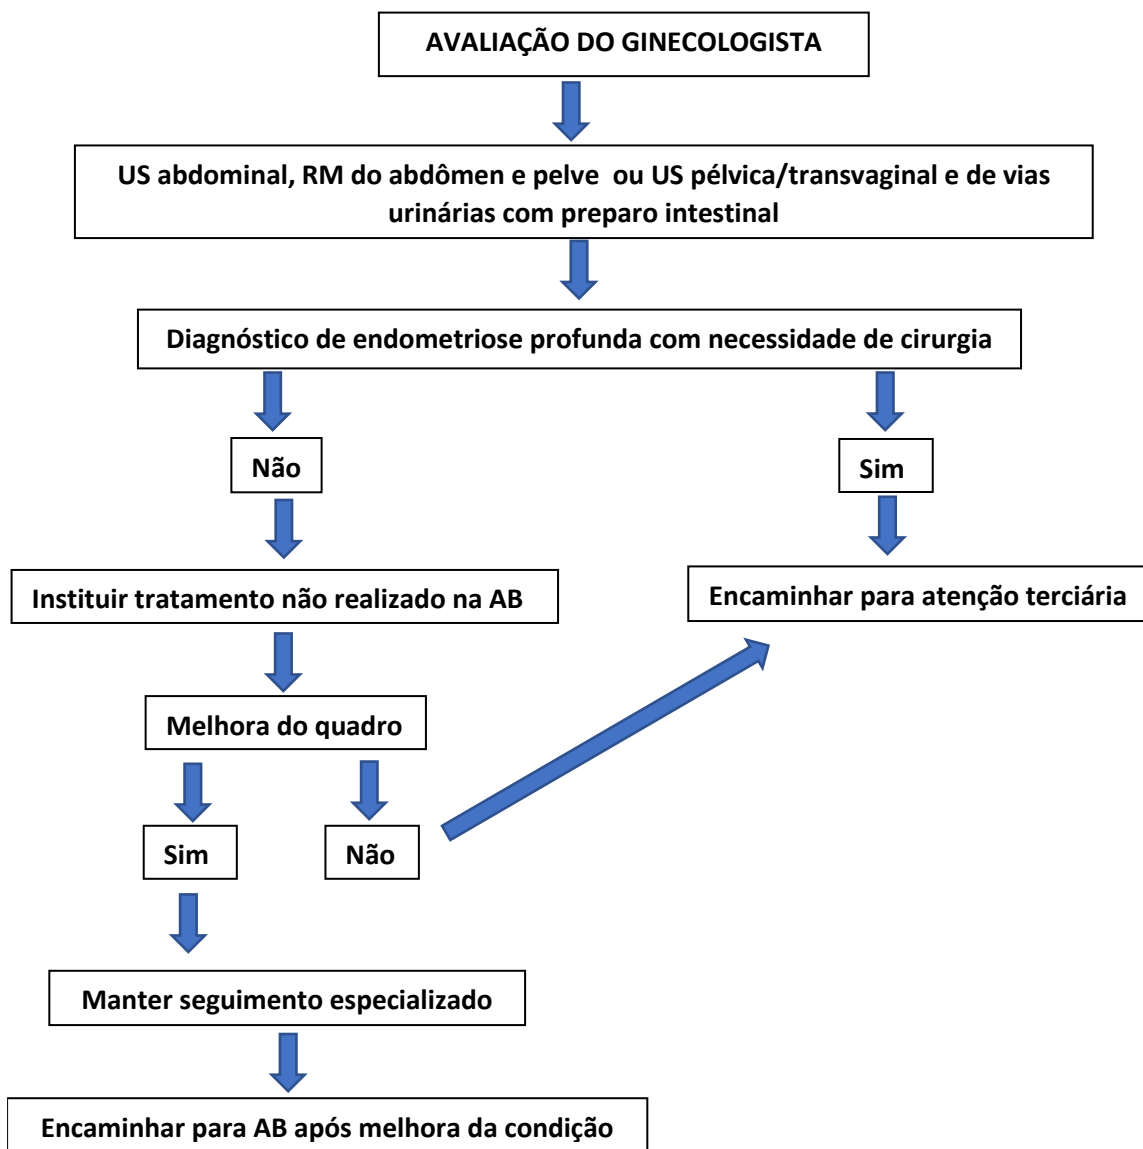 AVALIAÇÃO DO GINECOLOGISTA
US abdominal, RM do abdômen e pelve ou US pélvica/transvaginal e de vias
urinárias com preparo intestinal
Diagnóstico de endometriose profunda com necessidade de cirurgia
Não
Sim
Instituir tratamento não realizado na AB
Encaminhar para atenção terciária
Melhora do quadro
Sim
Não
Manter seguimento especializado
Encaminhar para AB após melhora da condição